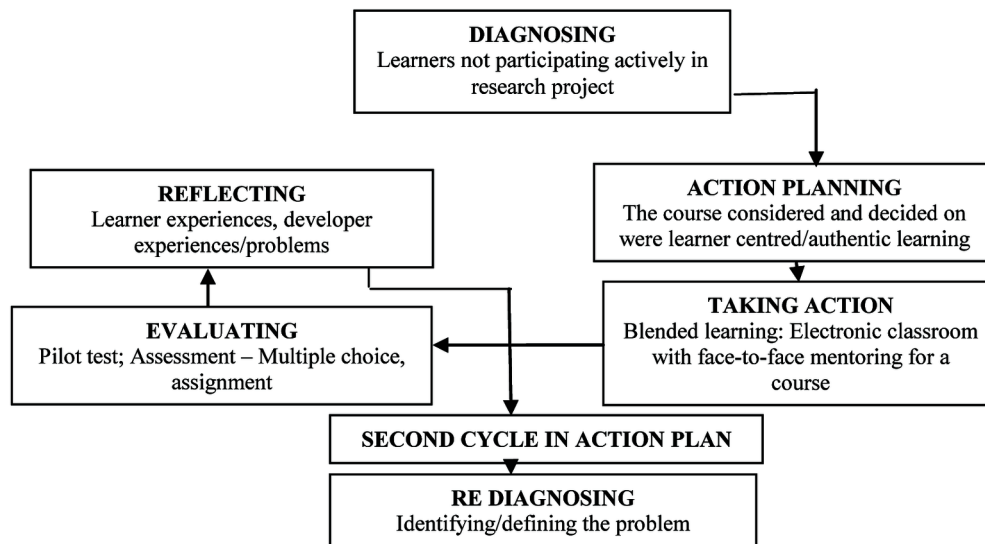 DIAGNOSING
Learners not participating actively in
research project
ACTION PLANNING
The course considered and decided on
were learner centred/authentic learning
TAKING ACTION
Blended learning: Electronic classroom
with face-to-face mentoring for a
course
EVALUATING
Pilot test; Assessment – Multiple choice,
assignment
REFLECTING
Learner experiences, developer
experiences/problems
SECOND CYCLE IN ACTION PLAN
RE DIAGNOSING
Identifying/defining the problem